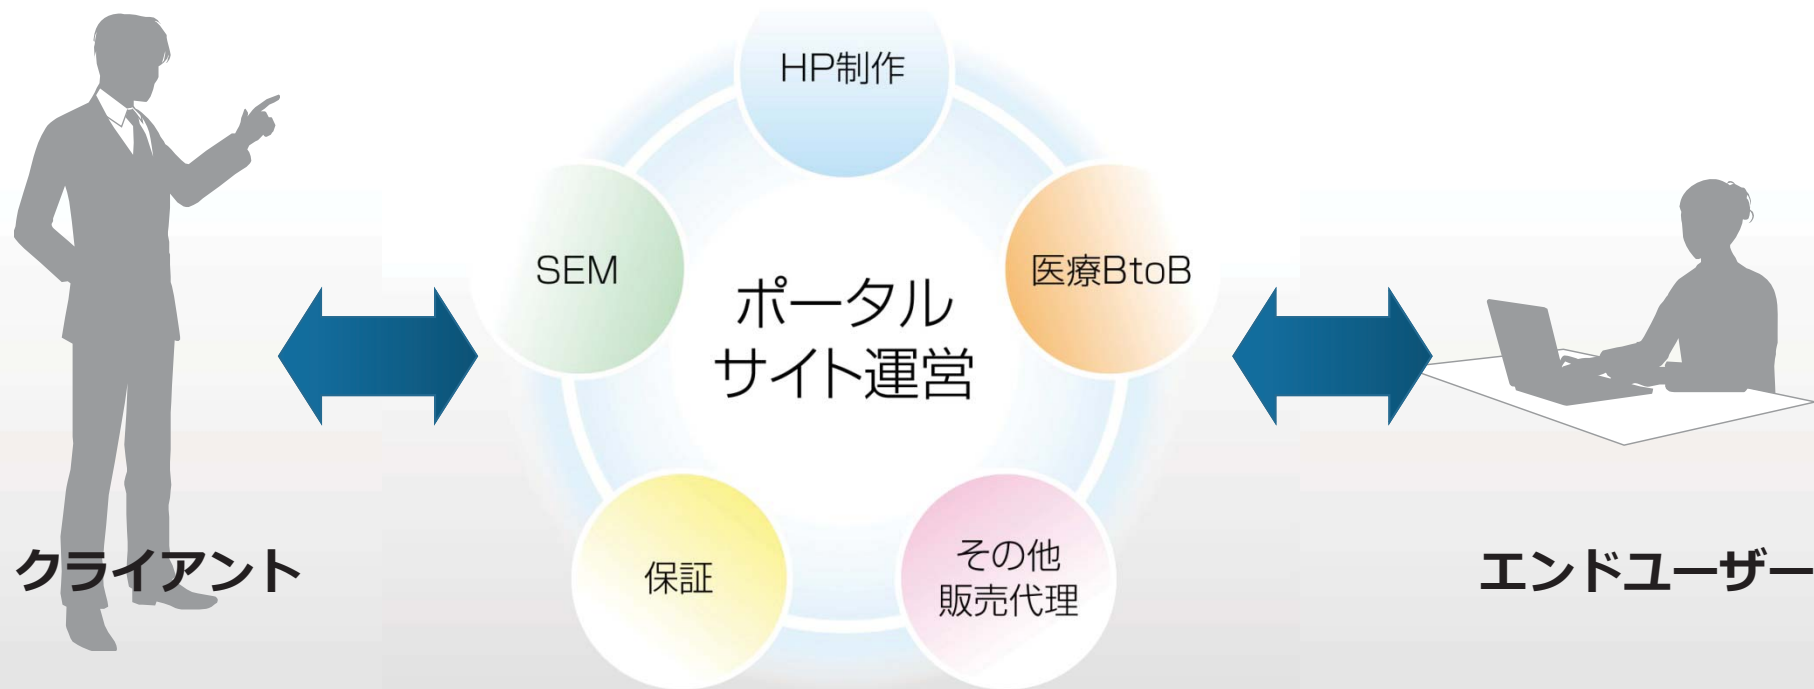 HP制作
SEM
医療BtoB
ポータル
サイト運営
保証
その他
販売代理
クライアント
エンドユーザー